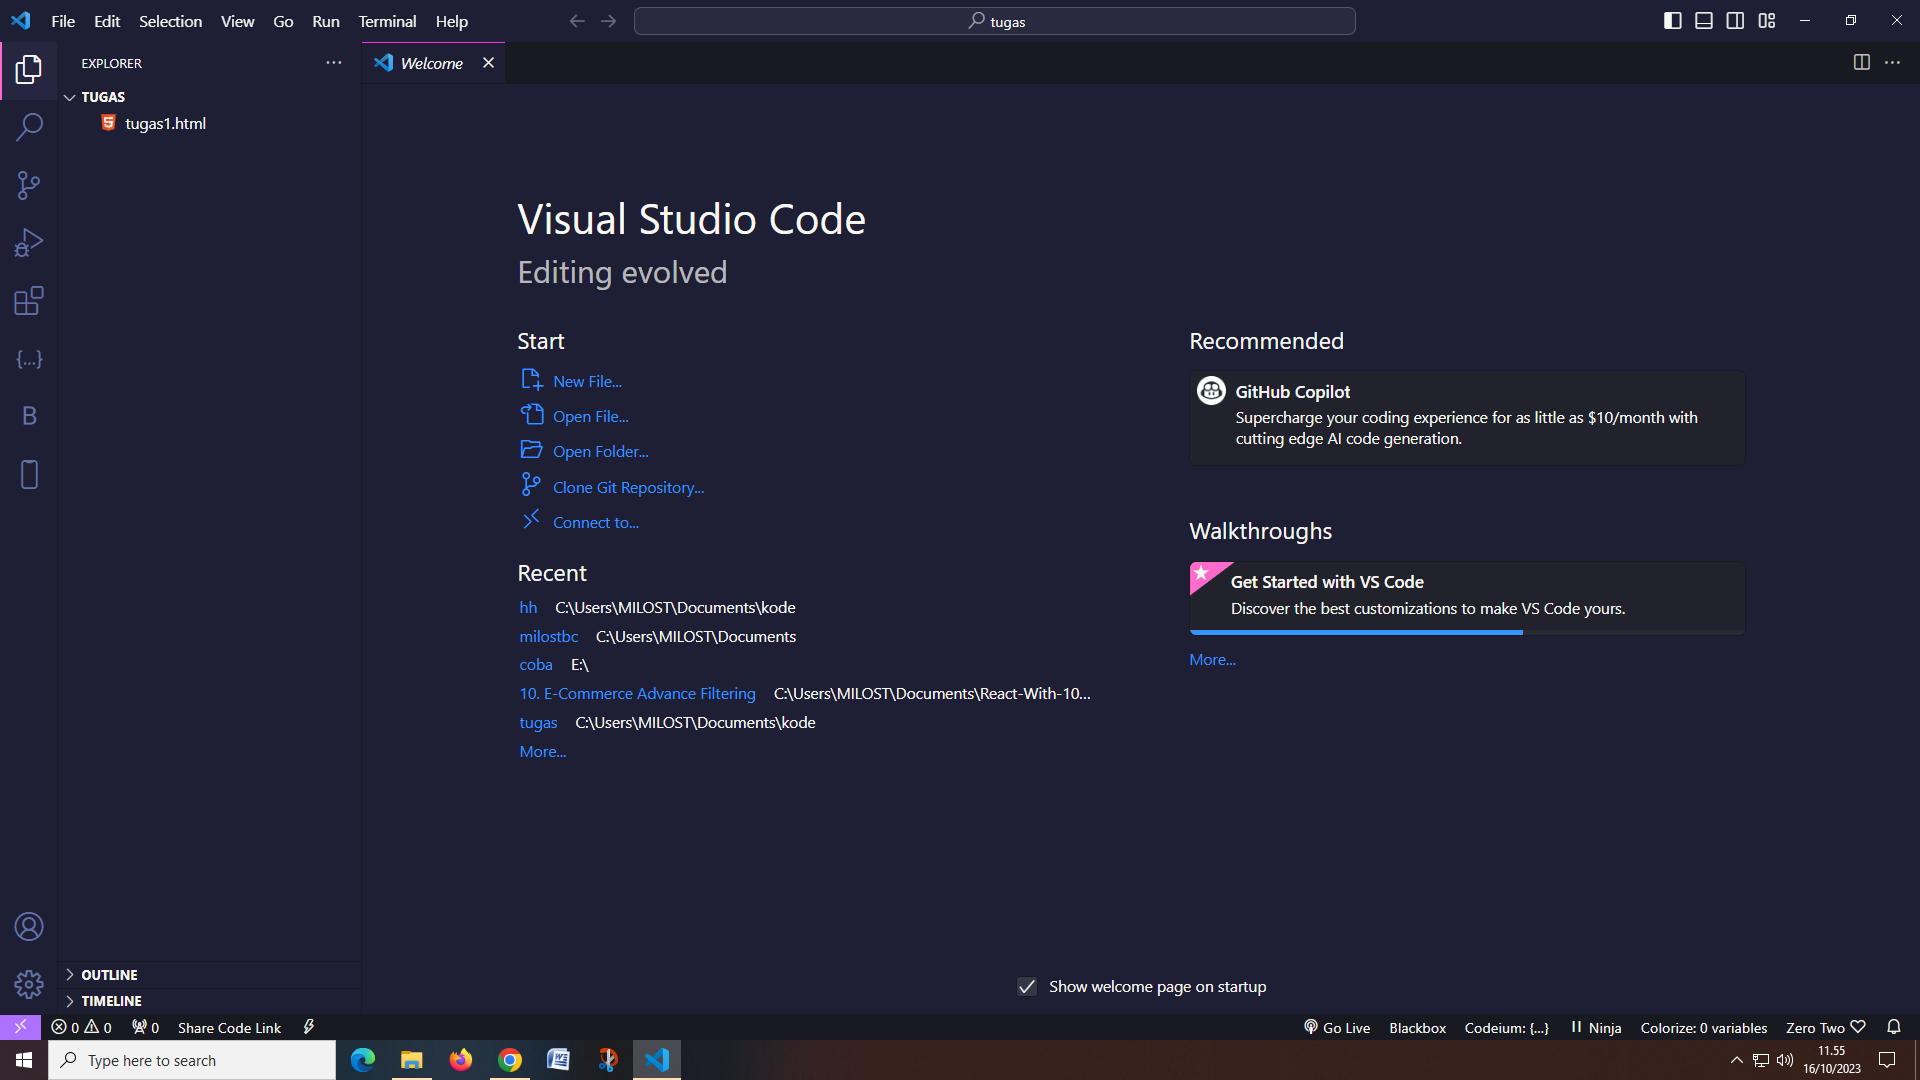 File Edit Selection View Go Run Terminal Help
tugas
EXPLORER
Welcome
TUGAS
tugas1.html
Visual Studio Code
Editing evolved
Start
New File...
Open File...
Open Folder...
Clone Git Repository...
Connect to...
Recent
hh C:\Users\MILOST\Documents\kode
milostbc C:\Users\MILOST\Documents
coba E:\
10. E-Commerce Advance Filtering C:\Users\MILOST\Documents\React-With-10...
tugas C:\Users\MILOST\Documents\kode
More...
Recommended
GitHub Copilot
Supercharge your coding experience for as little as $10/month with
cutting edge AI code generation.
Walkthroughs
Get Started with VS Code
Discover the best customizations to make VS Code yours.
More...
{...}
B
OUTLINE
TIMELINE
Show welcome page on startup
0 0 0 Share Code Link
Go Live Blackbox Codeium: {...} Ninja Colorize: 0 variables Zero Two
Type here to search
11.55
16/10/2023